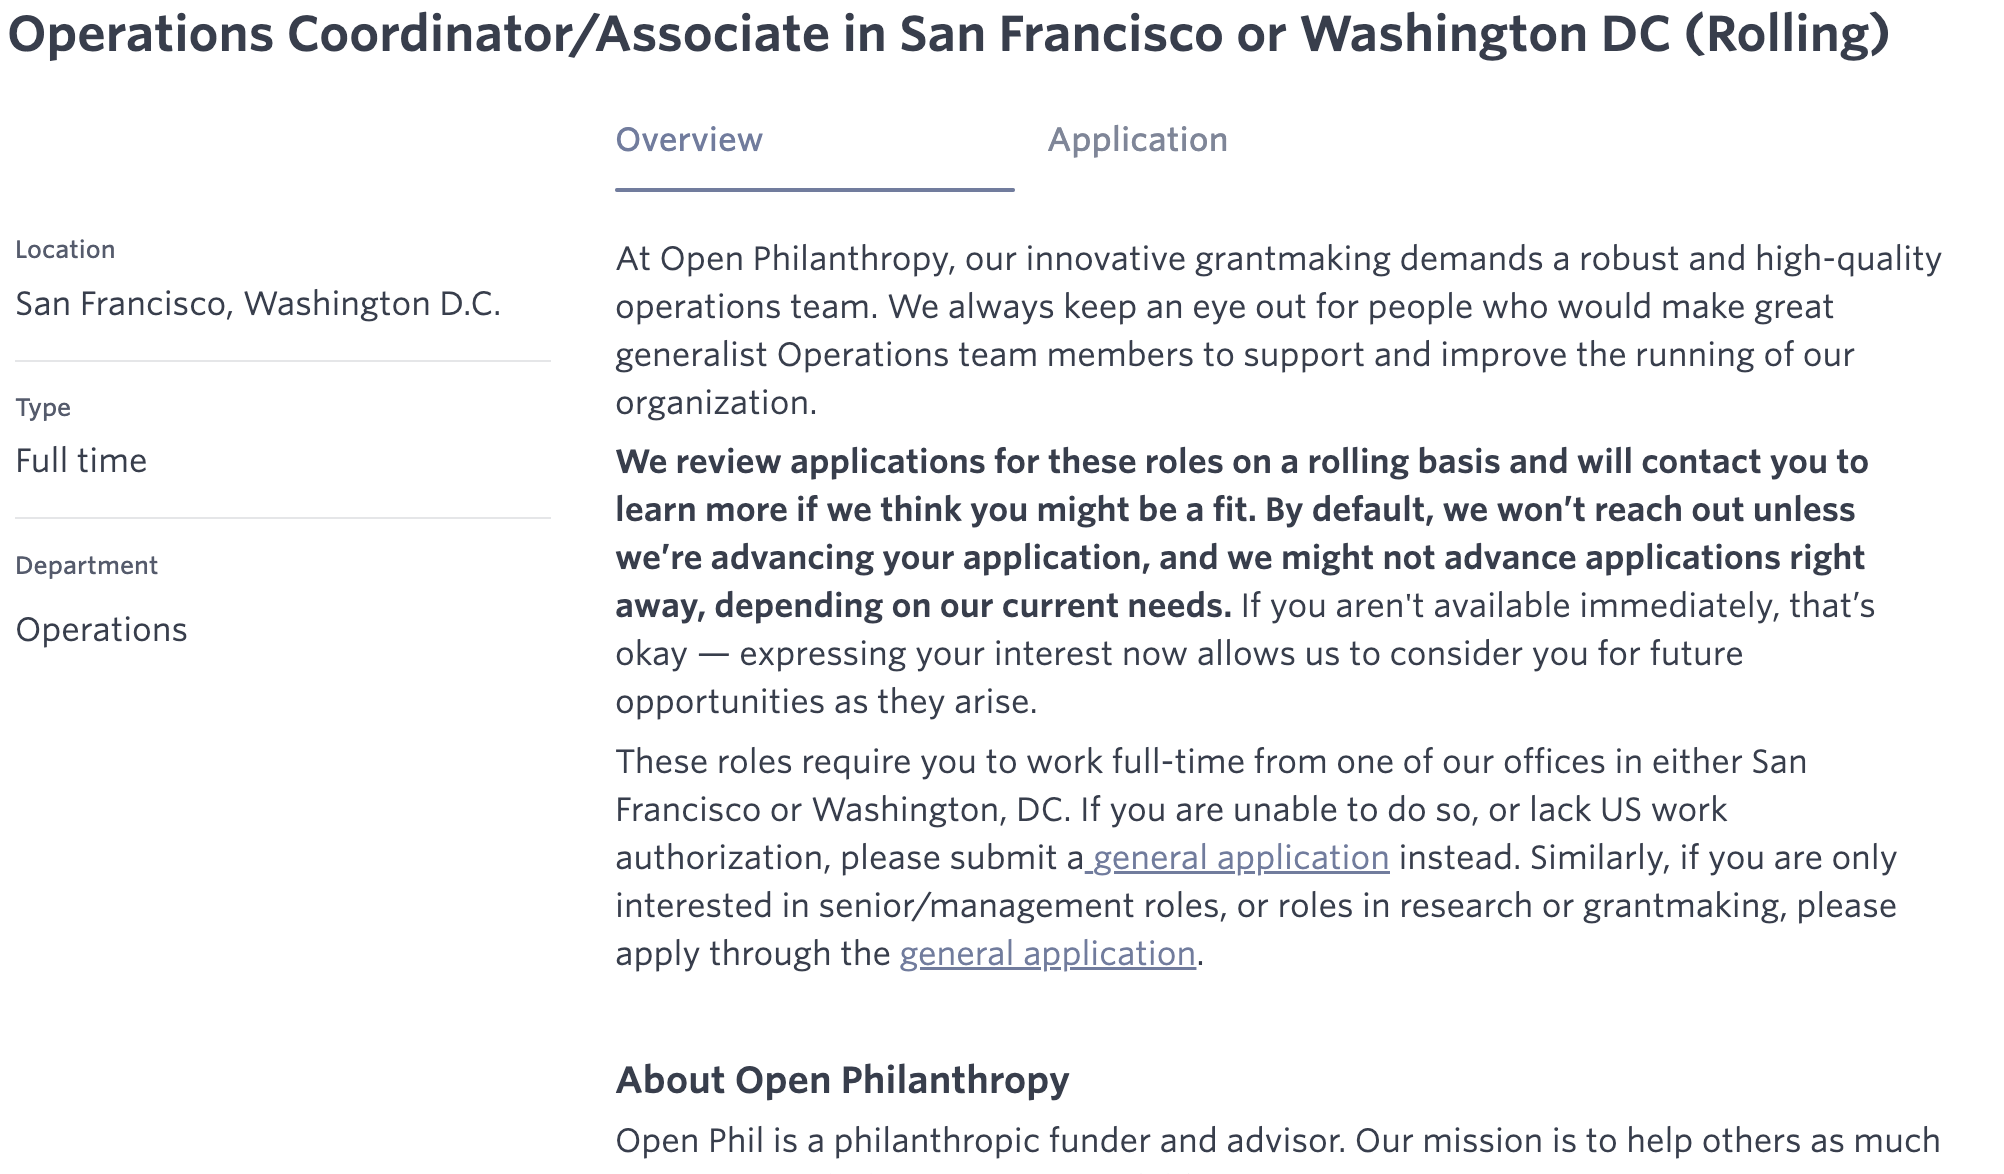 Operations Coordinator/Associate in San Francisco or Washington DC (Rolling)
Overview
Application
Location
San Francisco, Washington D.C.
Type
Full time
Department
Operations
At Open Philanthropy, our innovative grantmaking demands a robust and high-quality
operations team. We always keep an eye out for people who would make great
generalist Operations team members to support and improve the running of our
organization.
We review applications for these roles on a rolling basis and will contact you to
learn more if we think you might be a fit. By default, we won’t reach out unless
we’re advancing your application, and we might not advance applications right
away, depending on our current needs. If you aren't available immediately, that’s
okay — expressing your interest now allows us to consider you for future
opportunities as they arise.
These roles require you to work full-time from one of our offices in either San
Francisco or Washington, DC. If you are unable to do so, or lack US work
authorization, please submit a general application instead. Similarly, if you are only
interested in senior/management roles, or roles in research or grantmaking, please
apply through the general application.
About Open Philanthropy
Open Phil is a philanthropic funder and advisor. Our mission is to help others as much